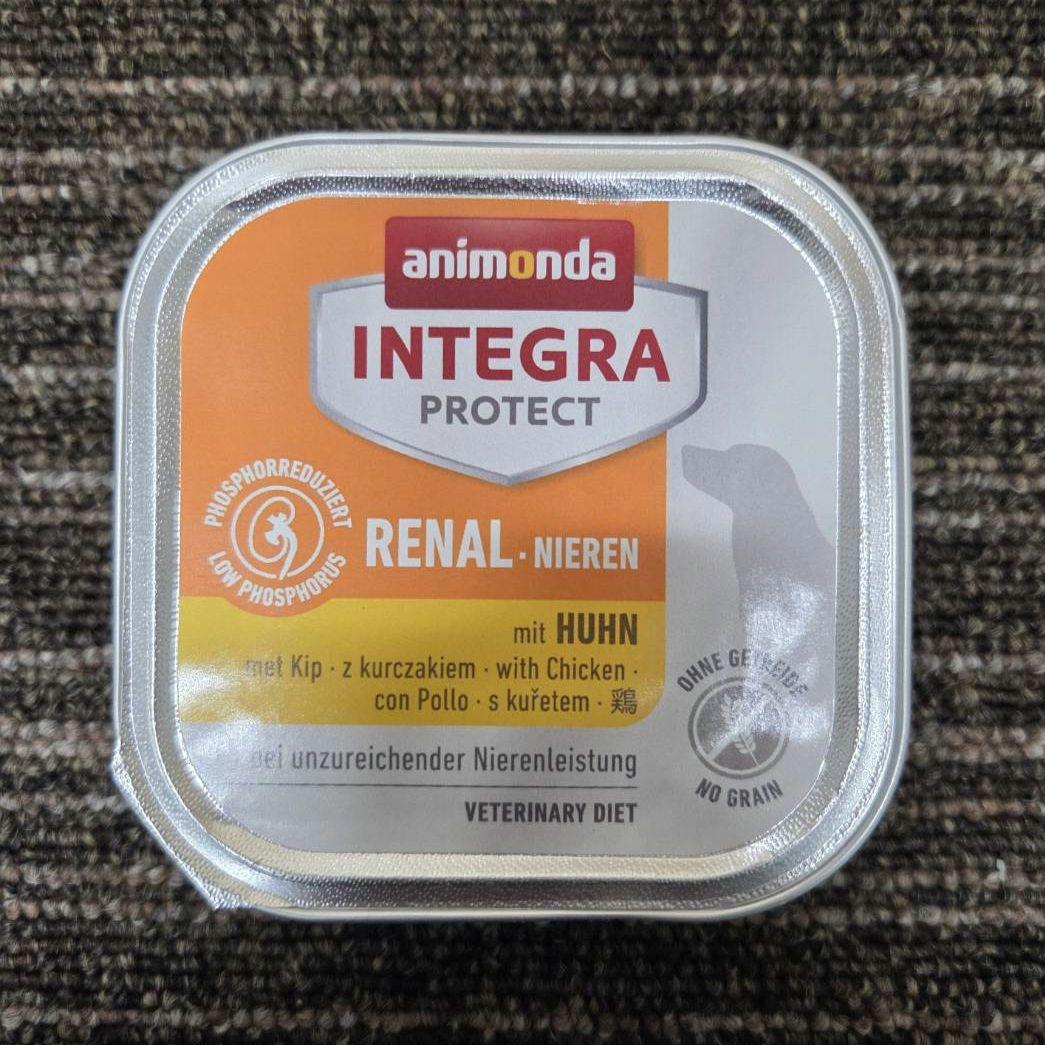 animonda
INTEGRA
PROTECT
PHOSPHORREDUZIERT
LOW PHOSPHORUS
RENAL · NIEREN
mit HUHN
met Kip · z kurczakiem · with Chicken ·
con Pollo · s kuřetem · 鶏
bei unzureichender Nierenleistung
VETERINARY DIET
OHNE GETREIDE
NO GRAIN